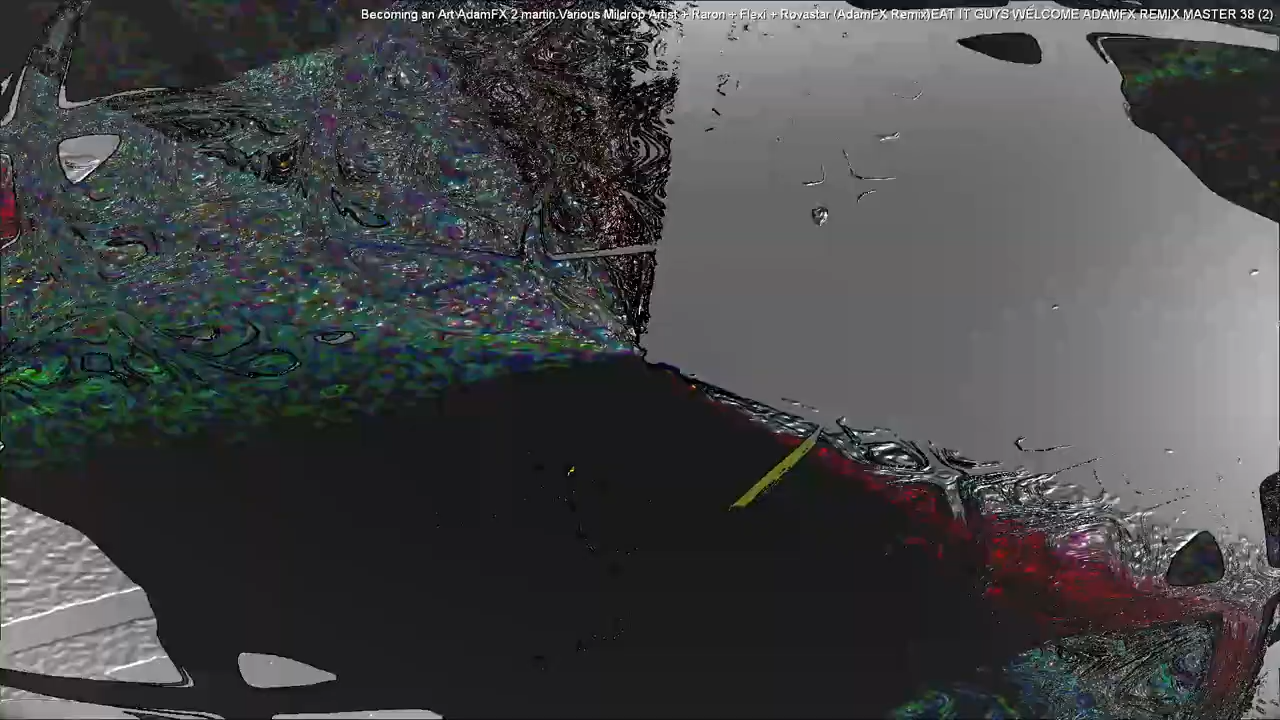 Becoming an Art AdamFX 2 martin.Various Mildrop Artist + Raron + Flexi + Rovastar (AdamFX Remix)EAT IT GUYS WELCOME ADAMFX REMIX MASTER 38 (2)